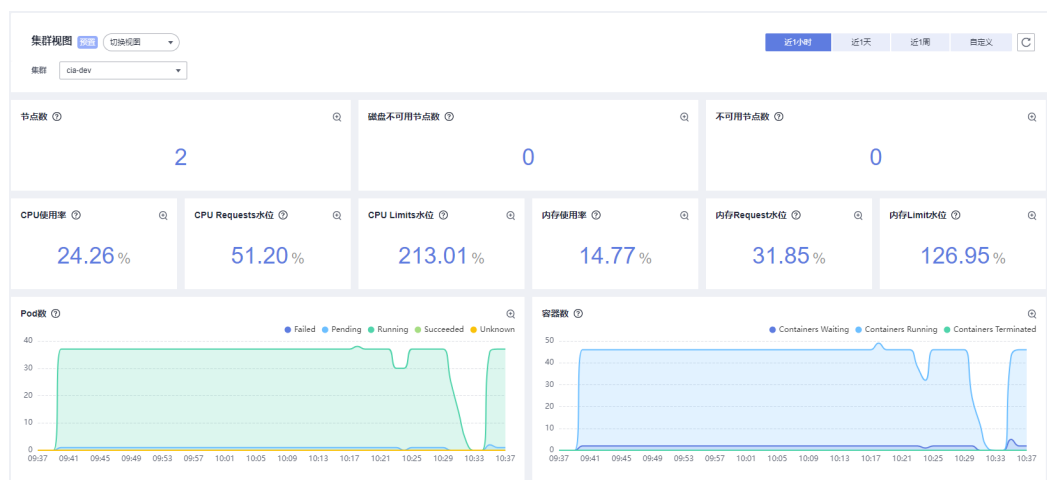 集群视图 预置 切换视图 近1小时 近1天 近1周 自定义
集群 cia-dev
节点数 磁盘不可用节点数 不可用节点数
2 0 0
CPU使用率 CPU Requests水位 CPU Limits水位 内存使用率 内存Request水位 内存Limit水位
24.26% 51.20% 213.01% 14.77% 31.85% 126.95%
Pod数
Failed Pending Running Succeeded Unknown
40
30
20
10
0
09:37 09:41 09:45 09:49 09:53 09:57 10:01 10:05 10:09 10:13 10:17 10:21 10:25 10:29 10:33 10:37
容器数
Containers Waiting Containers Running Containers Terminated
50
40
30
20
10
0
09:37 09:41 09:45 09:49 09:53 09:57 10:01 10:05 10:09 10:13 10:17 10:21 10:25 10:29 10:33 10:37